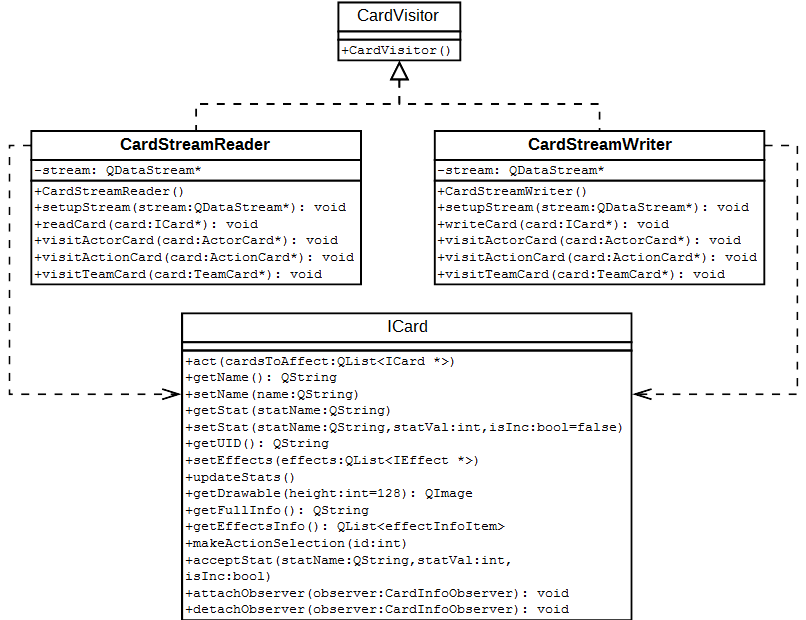 CardVisitor
+CardVisitor()
CardStreamReader
-stream: QDataStream*
+CardStreamReader()
+setupStream(stream:QDataStream*): void
+readCard(card:ICard*): void
+visitActorCard(card:ActorCard*): void
+visitActionCard(card:ActionCard*): void
+visitTeamCard(card:TeamCard*): void
CardStreamWriter
-stream: QDataStream*
+CardStreamWriter()
+setupStream(stream:QDataStream*): void
+writeCard(card:ICard*): void
+visitActorCard(card:ActorCard*): void
+visitActionCard(card:ActionCard*): void
+visitTeamCard(card:TeamCard*): void
ICard
+act(cardsToAffect:QList<ICard *>)
+getName(): QString
+setName(name:QString)
+getStat(statName:QString)
+setStat(statName:QString,statVal:int,isInc:bool=false)
+getUID(): QString
+setEffects(effects:QList<IEffect *>)
+updateStats()
+getDrawable(height:int=128): QImage
+getFullInfo(): QString
+getEffectsInfo(): QList<effectInfoItem>
+makeActionSelection(id:int)
+acceptStat(statName:QString,statVal:int,
isInc:bool)
+attachObserver(observer:CardInfoObserver): void
+detachObserver(observer:CardInfoObserver): void